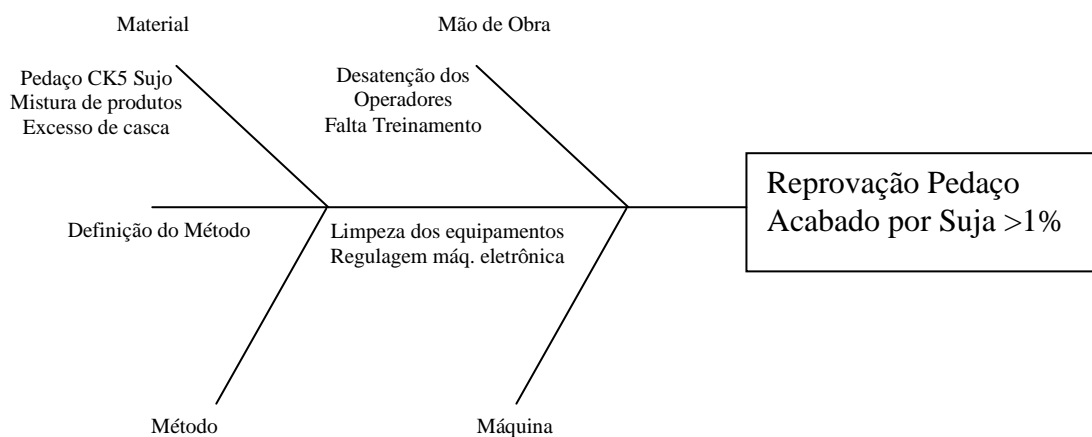 Material
Mão de Obra
Pedaço CK5 Sujo
Mistura de produtos
Excesso de casca
Desatenção dos
Operadores
Falta Treinamento
Reprovação Pedaço
Acabado por Suja >1%
Definição do Método
Limpeza dos equipamentos
Regulagem máq. eletrônica
Método
Máquina